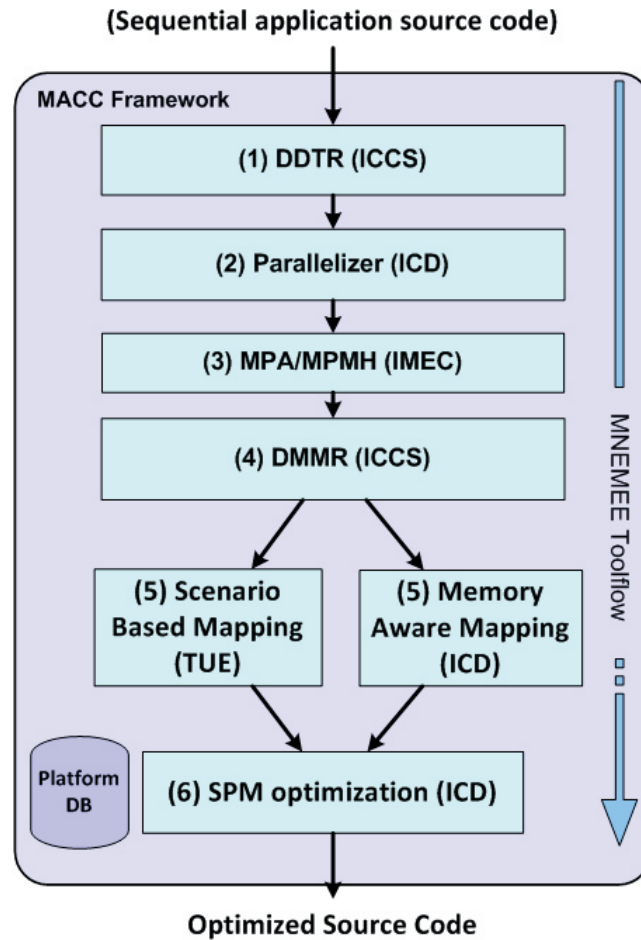 (Sequential application source code)
MACC Framework
(1) DDTR (ICCS)
(2) Parallelizer (ICD)
(3) MPA/MPMH (IMEC)
(4) DMMR (ICCS)
MNEMEE Toolflow
(5) Scenario
Based Mapping
(TUE)
(5) Memory
Aware Mapping
(ICD)
Platform
DB
(6) SPM optimization (ICD)
Optimized Source Code